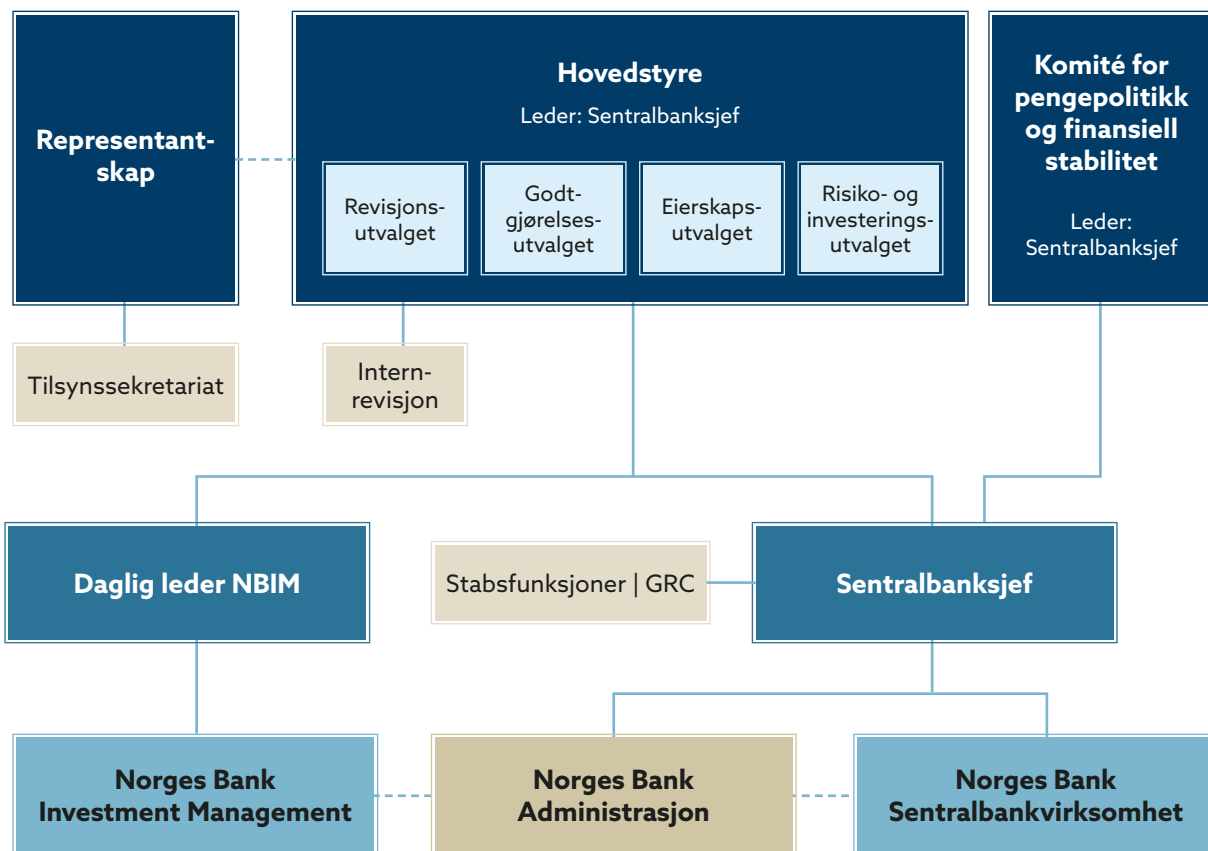 Representant-
skap
Hovedstyre
Leder: Sentralbanksjef
Revisjons-
utvalget
Godt-
gjørelses-
utvalget
Eierskaps-
utvalget
Risiko- og
investerings-
utvalget
Komité for
pengepolitikk
og finansiell
stabilitet
Leder:
Sentralbanksjef
Tilsynssekretariat
Intern-
revisjon
Daglig leder NBIM
Stabsfunksjoner | GRC
Sentralbanksjef
Norges Bank
Investment Management
Norges Bank
Administrasjon
Norges Bank
Sentralbankvirksomhet